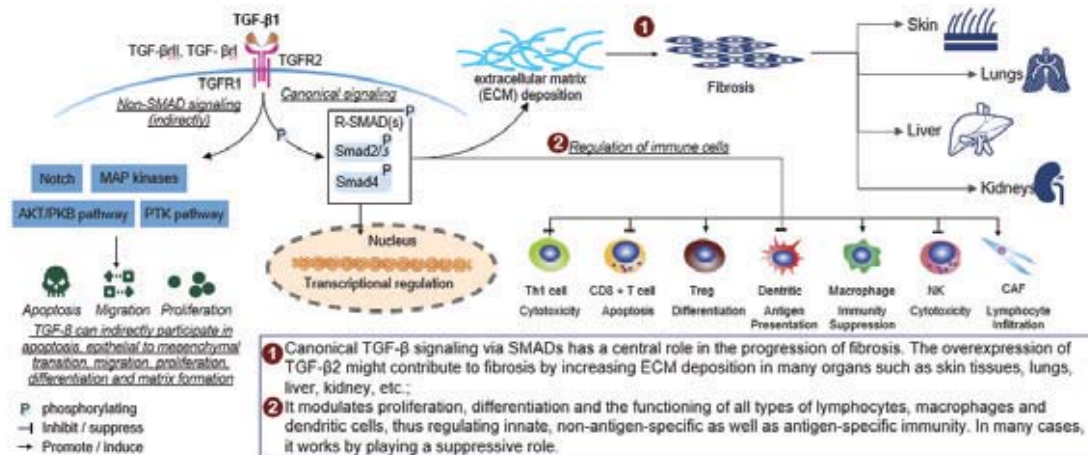 TGF-β1
TGF-βRII, TGF- βRI
TGFR2
TGFR1
Non-SMAD signaling
(indirectly)
Canonical signaling
P
P
R-SMAD(s)
P
Smad2/3
P
Smad4
Notch
MAP kinases
AKT/PKB pathway
PTK pathway
Nucleus
Transcriptional regulation
Apoptosis
Migration
Proliferation
TGF-β can indirectly participate in
apoptosis, epithelial to mesenchymal
transition, migration, proliferation,
differentiation and matrix formation
P phosphorylating
Inhibit / suppress
Promote / induce
extracellular matrix
(ECM) deposition
1
Fibrosis
Skin
Lungs
Liver
Kidneys
2 Regulation of immune cells
Th1 cell
Cytotoxicity
CD8 + T cell
Apoptosis
Treg
Differentiation
Dentritic
Antigen
Presentation
Macrophage
Immunity
Suppression
NK
Cytotoxicity
CAF
Lymphocyte
Infiltration
1 Canonical TGF-β signaling via SMADs has a central role in the progression of fibrosis. The overexpression of
TGF-β2 might contribute to fibrosis by increasing ECM deposition in many organs such as skin tissues, lungs,
liver, kidney, etc.;
2 It modulates proliferation, differentiation and the functioning of all types of lymphocytes, macrophages and
dendritic cells, thus regulating innate, non-antigen-specific as well as antigen-specific immunity. In many cases,
it works by playing a suppressive role.